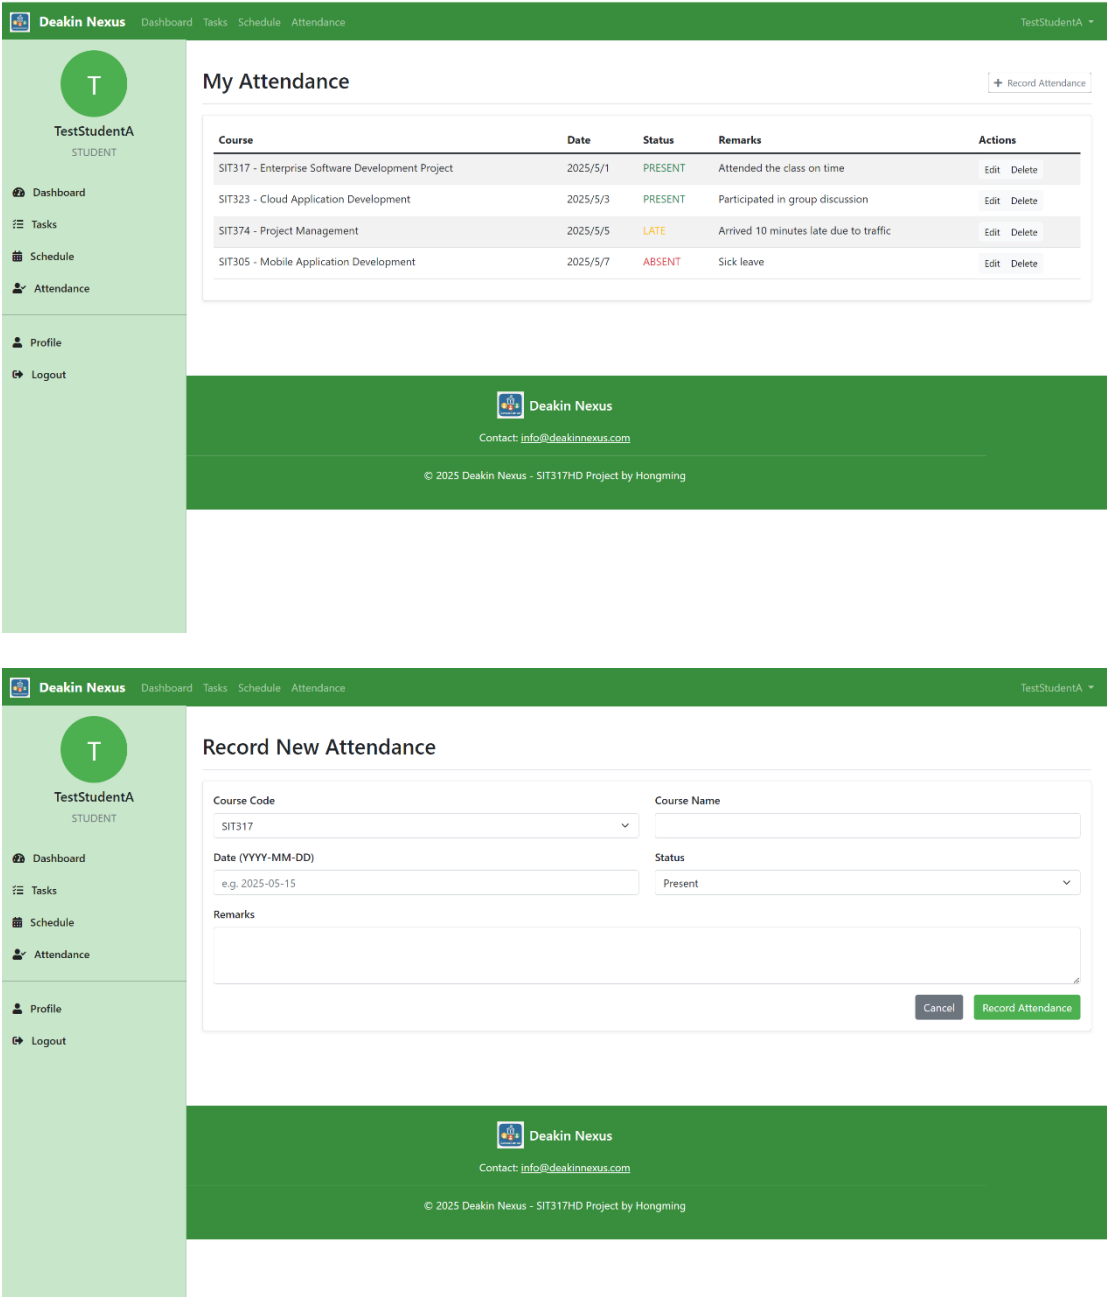 Deakin Nexus Dashboard Tasks Schedule Attendance TestStudentA
T
TestStudentA
STUDENT
Dashboard
Tasks
Schedule
Attendance
Profile
Logout
My Attendance
+ Record Attendance
Course Date Status Remarks Actions
SIT317 - Enterprise Software Development Project 2025/5/1 PRESENT Attended the class on time Edit Delete
SIT323 - Cloud Application Development 2025/5/3 PRESENT Participated in group discussion Edit Delete
SIT374 - Project Management 2025/5/5 LATE Arrived 10 minutes late due to traffic Edit Delete
SIT305 - Mobile Application Development 2025/5/7 ABSENT Sick leave Edit Delete
Deakin Nexus
Contact: info@deakinnexus.com
© 2025 Deakin Nexus - SIT317HD Project by Hongming
Deakin Nexus Dashboard Tasks Schedule Attendance TestStudentA
T
TestStudentA
STUDENT
Dashboard
Tasks
Schedule
Attendance
Profile
Logout
Record New Attendance
Course Code Course Name
SIT317
Date (YYYY-MM-DD) Status
e.g. 2025-05-15 Present
Remarks
Cancel Record Attendance
Deakin Nexus
Contact: info@deakinnexus.com
© 2025 Deakin Nexus - SIT317HD Project by Hongming